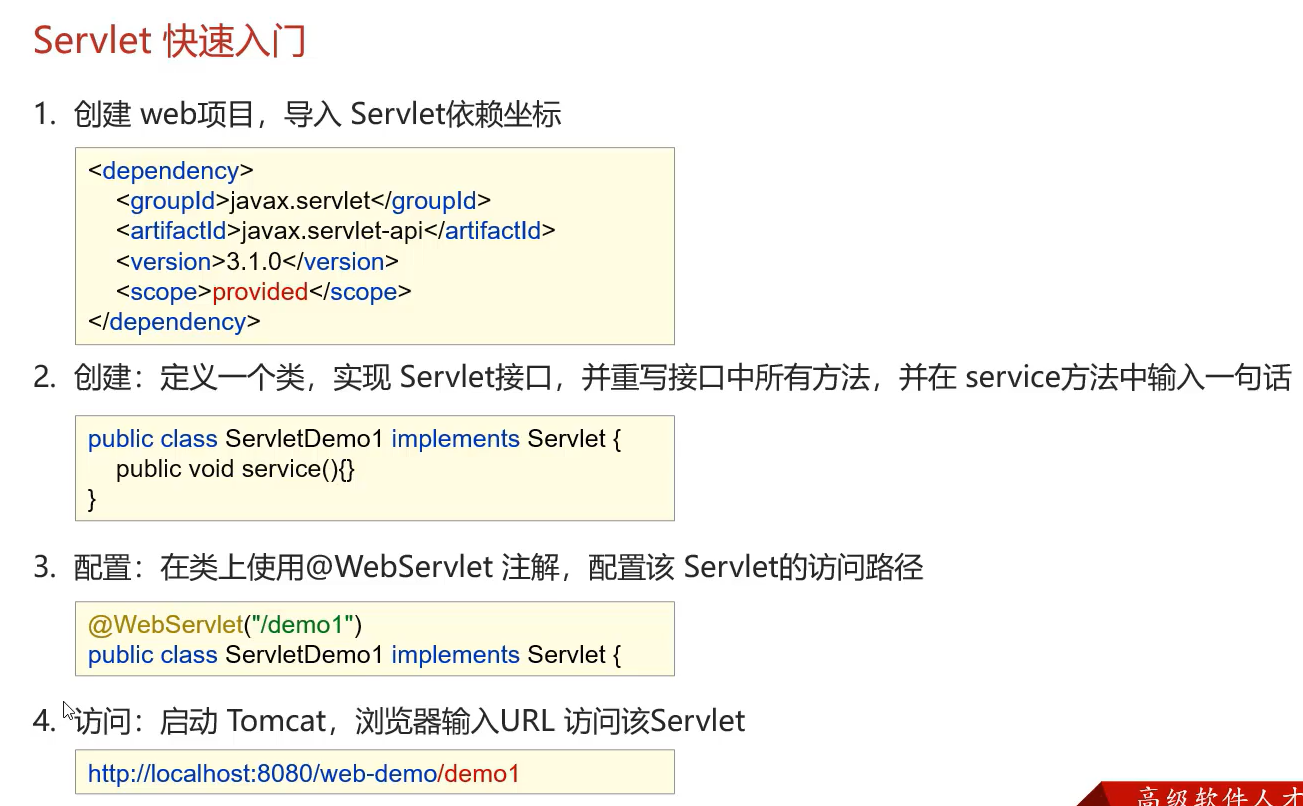 Servlet 快速入门
1. 创建 web项目，导入 Servlet依赖坐标
<dependency>
<groupId>javax.servlet</groupId>
<artifactId>javax.servlet-api</artifactId>
<version>3.1.0</version>
<scope>provided</scope>
</dependency>
2. 创建：定义一个类，实现 Servlet接口，并重写接口中所有方法，并在 service方法中输入一句话
public class ServletDemo1 implements Servlet {
public void service(){}
}
3. 配置：在类上使用@WebServlet 注解，配置该 Servlet的访问路径
@WebServlet("/demo1")
public class ServletDemo1 implements Servlet {
4. 访问：启动 Tomcat，浏览器输入URL 访问该Servlet
http://localhost:8080/web-demo/demo1
高级软件人才